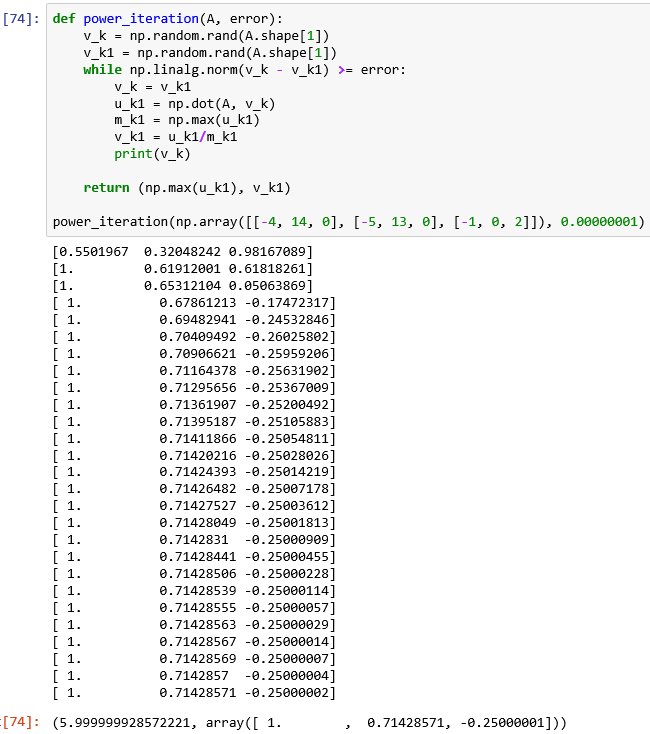 [74]: def power_iteration(A, error):
    v_k = np.random.rand(A.shape[1])
    v_k1 = np.random.rand(A.shape[1])
    while np.linalg.norm(v_k - v_k1) >= error:
        v_k = v_k1
        u_k1 = np.dot(A, v_k)
        m_k1 = np.max(u_k1)
        v_k1 = u_k1/m_k1
        print(v_k)

    return (np.max(u_k1), v_k1)

power_iteration(np.array([[-4, 14, 0], [-5, 13, 0], [-1, 0, 2]]), 0.00000001)
[0.5501967  0.32048242 0.98167089]
[1.         0.61912001 0.61818261]
[1.         0.65312104 0.05063869]
[ 1.          0.67861213 -0.17472317]
[ 1.          0.69482941 -0.24532846]
[ 1.          0.70409492 -0.26025802]
[ 1.          0.70906621 -0.25959206]
[ 1.          0.71164378 -0.25631902]
[ 1.          0.71295656 -0.25367009]
[ 1.          0.71361907 -0.25200492]
[ 1.          0.71395187 -0.25105883]
[ 1.          0.71411866 -0.25054811]
[ 1.          0.71420216 -0.25028026]
[ 1.          0.71424393 -0.25014219]
[ 1.          0.71426482 -0.25007178]
[ 1.          0.71427527 -0.25003612]
[ 1.          0.71428049 -0.25001813]
[ 1.          0.7142831  -0.25000909]
[ 1.          0.71428441 -0.25000455]
[ 1.          0.71428506 -0.25000228]
[ 1.          0.71428539 -0.25000114]
[ 1.          0.71428555 -0.25000057]
[ 1.          0.71428563 -0.25000029]
[ 1.          0.71428567 -0.25000014]
[ 1.          0.71428569 -0.25000007]
[ 1.          0.7142857  -0.25000004]
[ 1.          0.71428571 -0.25000002]
[74]: (5.999999928572221, array([ 1.        ,  0.71428571, -0.25000001]))